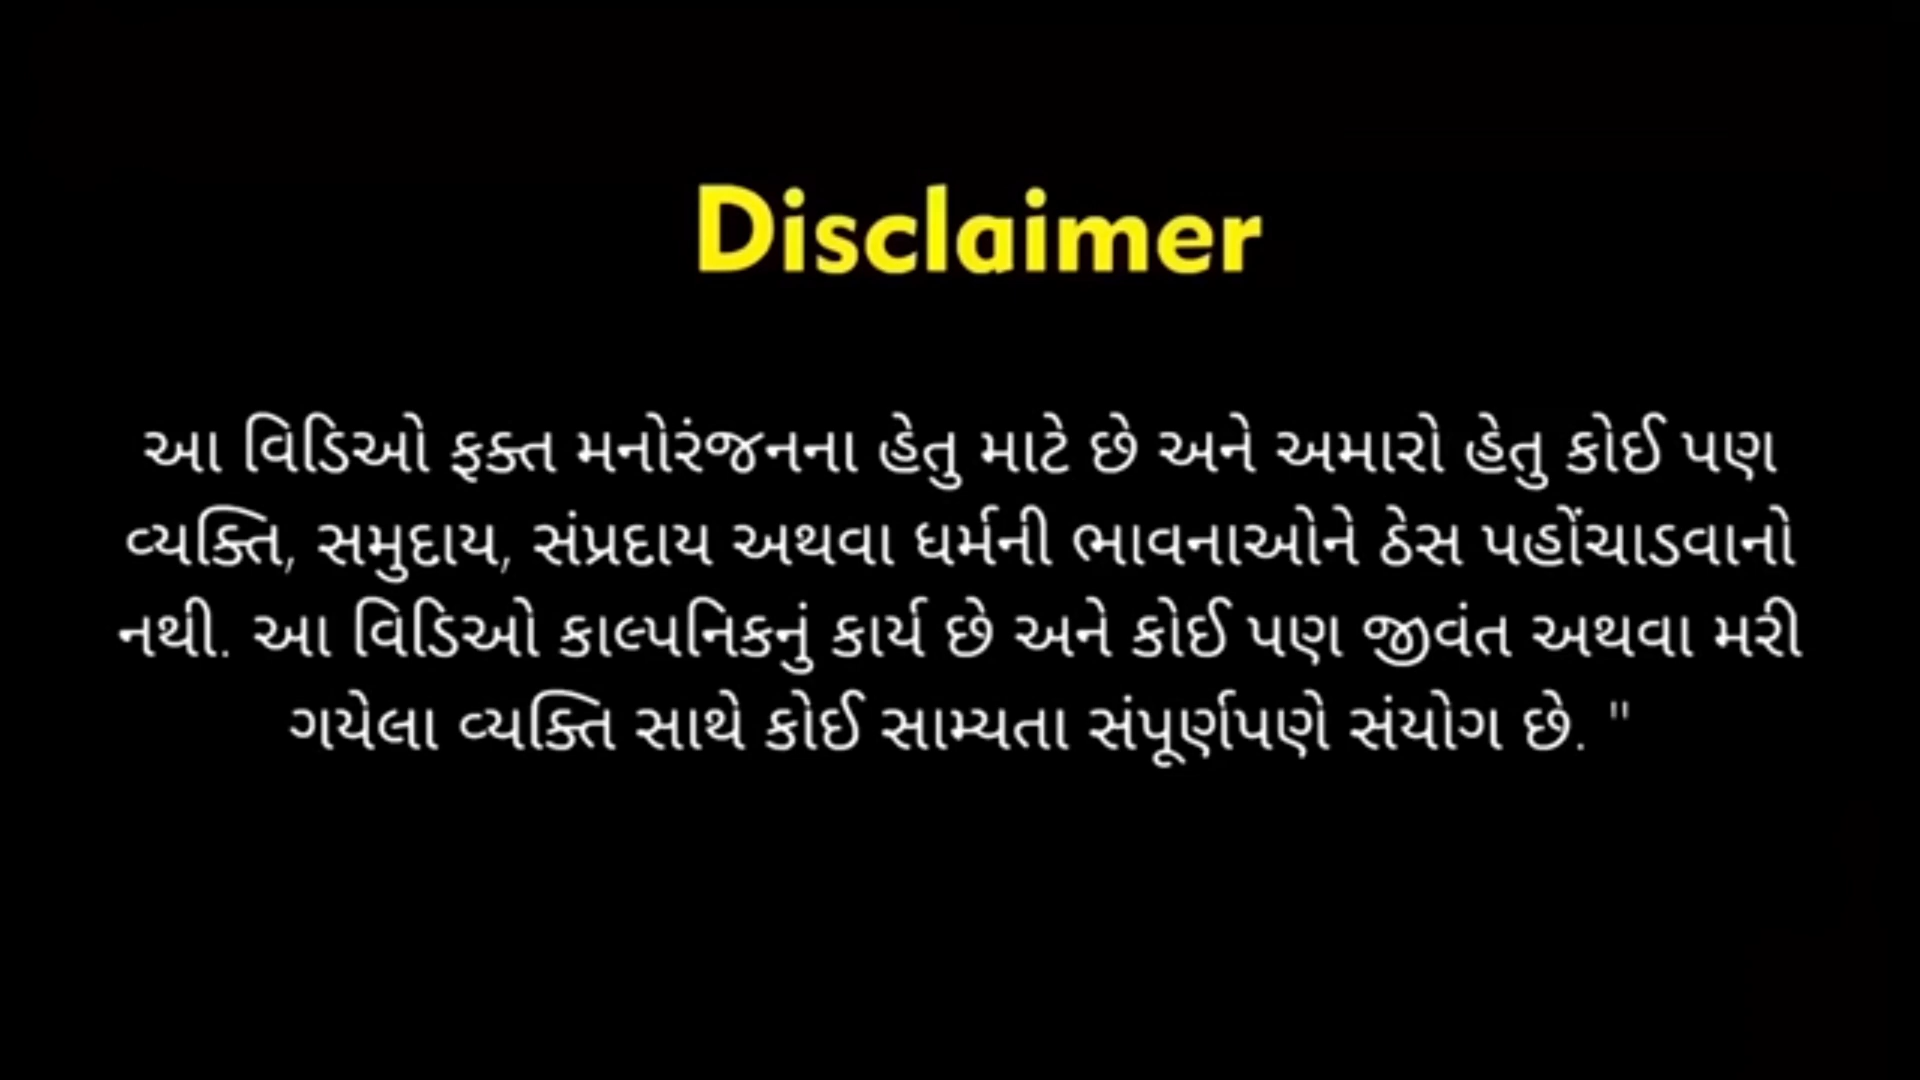 Disclaimer
આ વિડિઓ ફક્ત મનોરંજનના હેતુ માટે છે અને અમારો હેતુ કોઈ પણ
વ્યક્તિ, સમુદાય, સંપ્રદાય અથવા ધર્મની ભાવનાઓને ઠેસ પહોંચાડવાનો
નથી. આ વિડિઓ કાલ્પનિકનું કાર્ય છે અને કોઈ પણ જીવંત અથવા મરી
ગયેલા વ્યક્તિ સાથે કોઈ સામ્યતા સંપૂર્ણપણે સંયોગ છે. "